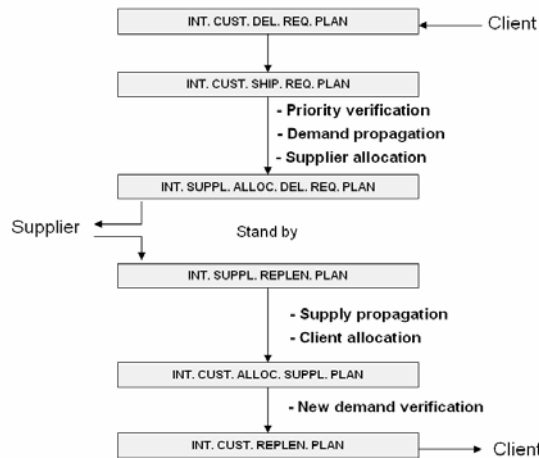 INT. CUST. DEL. REQ. PLAN
Client
INT. CUST. SHIP. REQ. PLAN
- Priority verification
- Demand propagation
- Supplier allocation
INT. SUPPL. ALLOC. DEL. REQ. PLAN
Supplier
Stand by
INT. SUPPL. REPLEN. PLAN
- Supply propagation
- Client allocation
INT. CUST. ALLOC. SUPPL. PLAN
- New demand verification
INT. CUST. REPLEN. PLAN
Client